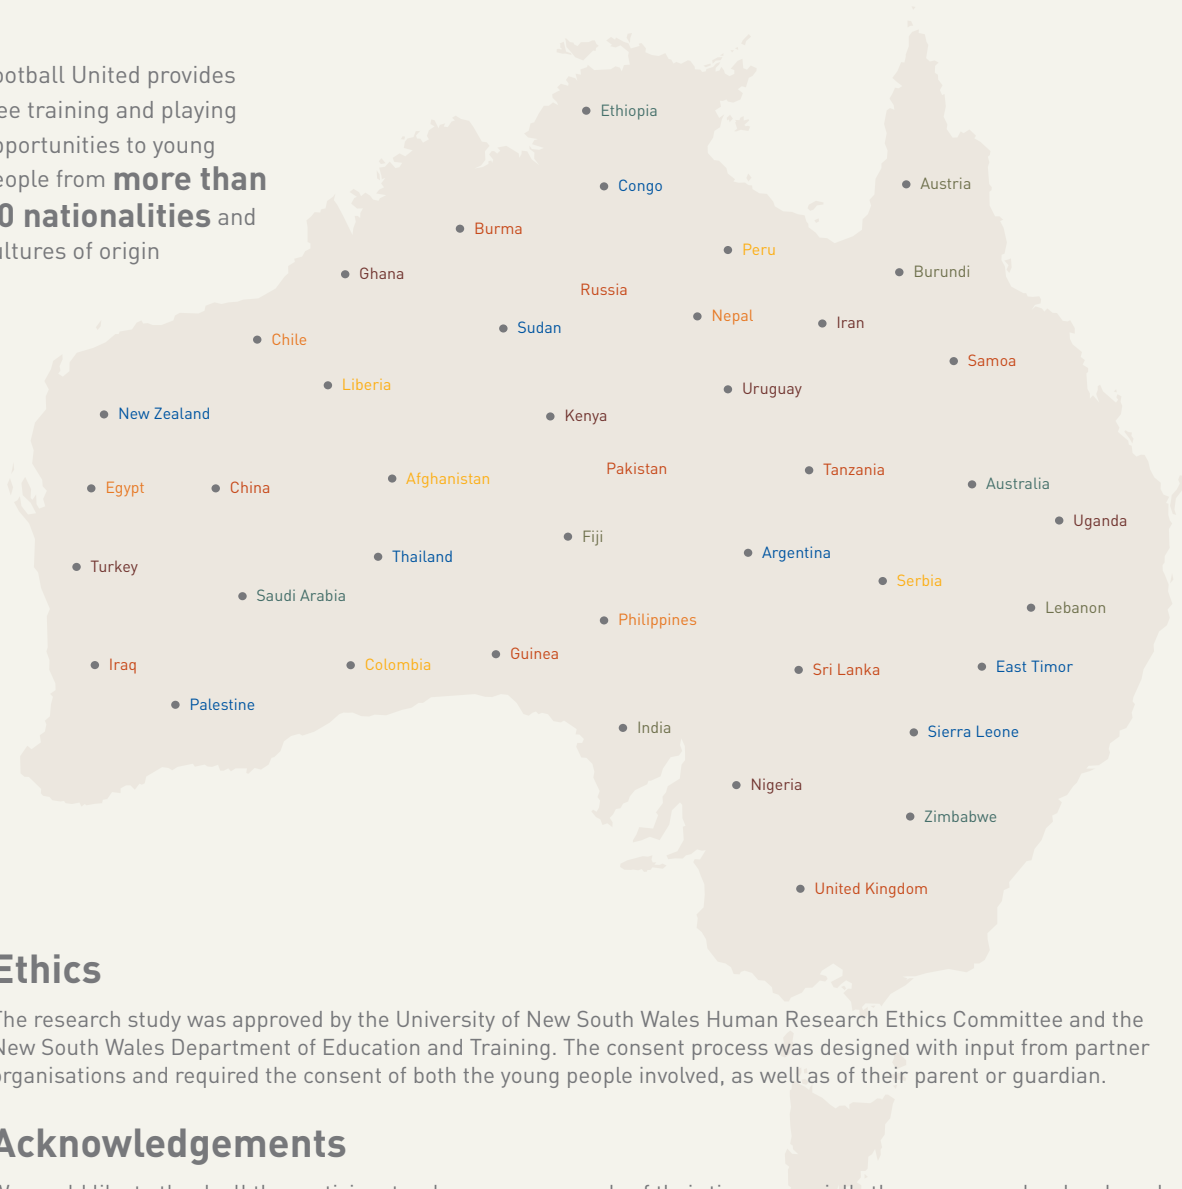 ootball United provides
ee training and playing
pportunities to young
eople from more than
0 nationalities and
ultures of origin
Ethiopia
Congo
Austria
Burma
Peru
Ghana
Burundi
Russia
Nepal
Iran
Sudan
Chile
Samoa
Liberia
Uruguay
New Zealand
Kenya
Pakistan
Tanzania
Afghanistan
Australia
Egypt
China
Uganda
Fiji
Argentina
Thailand
Turkey
Serbia
Saudi Arabia
Lebanon
Philippines
Guinea
Iraq
Colombia
East Timor
Sri Lanka
Palestine
India
Sierra Leone
Nigeria
Zimbabwe
United Kingdom
Ethics
The research study was approved by the University of New South Wales Human Research Ethics Committee and the
New South Wales Department of Education and Training. The consent process was designed with input from partner
organisations and required the consent of both the young people involved, as well as of their parent or guardian.
Acknowledgements